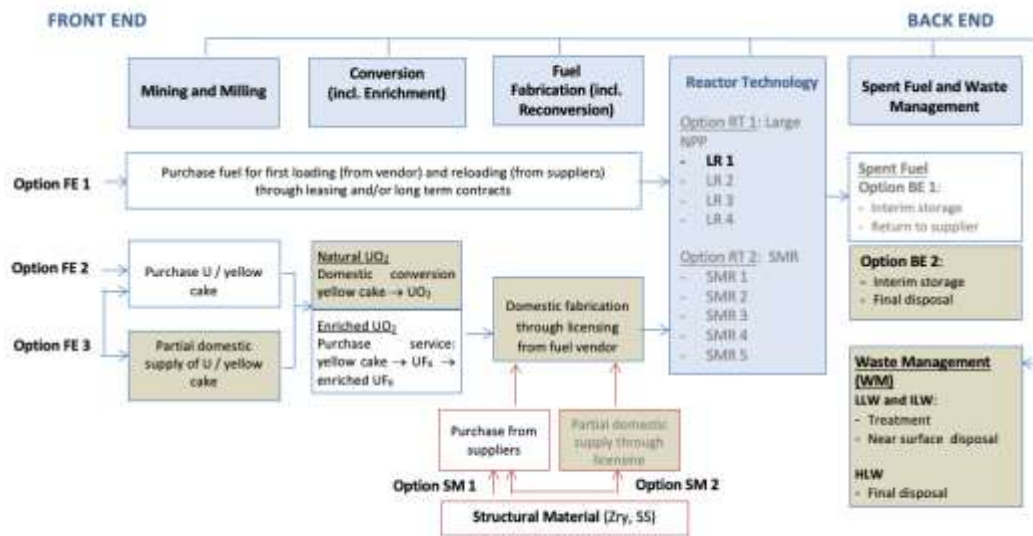 FRONT END
BACK END
Mining and Milling
Conversion
(incl. Enrichment)
Fuel
Fabrication (incl.
Reconversion)
Reactor Technology
Spent Fuel and Waste
Management
Option RT 1: Large
NPP
- LR 1
- LR 2
- LR 3
- LR 4
Option RT 2: SMR
- SMR 1
- SMR 2
- SMR 3
- SMR 4
- SMR 5
Option FE 1
Purchase fuel for first loading (from vendor) and reloading (from suppliers)
through leasing and/or long term contracts
Spent Fuel
Option BE 1:
- Interim storage
- Return to supplier
Option FE 2
Purchase U / yellow
cake
Natural UO₂
Domestic conversion
yellow cake → UO₂
Option BE 2:
- Interim storage
- Final disposal
Domestic fabrication
through licensing
from fuel vendor
Option FE 3
Partial domestic
supply of U / yellow
cake
Enriched UO₂
Purchase service:
yellow cake → UF₆ →
enriched UF₆
Waste Management
(WM)
LLW and ILW:
- Treatment
- Near surface disposal
HLW
- Final disposal
Purchase from
suppliers
Partial domestic
supply through
licensing
Option SM 1
Option SM 2
Structural Material (Zry, SS)